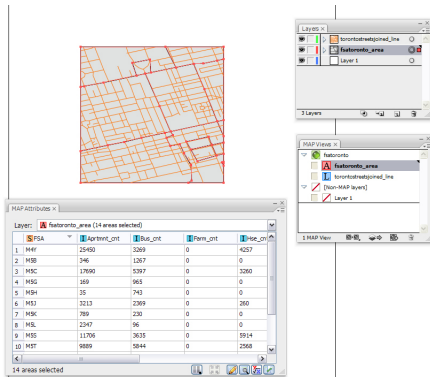 Layers ×
torontostreetsjoined_line
fsatoronto_area
Layer 1
3 Layers
MAP Views ×
fsatoronto
A fsatoronto_area
L torontostreetsjoined_line
[Non-MAP layers]
Layer 1
1 MAP View
MAP Attributes ×
Layer: A fsatoronto_area (14 areas selected)
S FSA I Aprtmnt_cnt I Bus_cnt I Farm_cnt I Hse_cnt
1 M4Y 25450 3269 0 4257
2 M5B 346 1267 0 0
3 M5C 17690 5397 0 3260
4 M5G 169 965 0 0
5 M5H 35 743 0 0
6 M5J 3213 2369 0 260
7 M5K 789 230 0 0
8 M5L 2347 96 0 0
9 M5S 11706 3635 0 5914
10 M5T 9889 5844 0 2568
14 areas selected